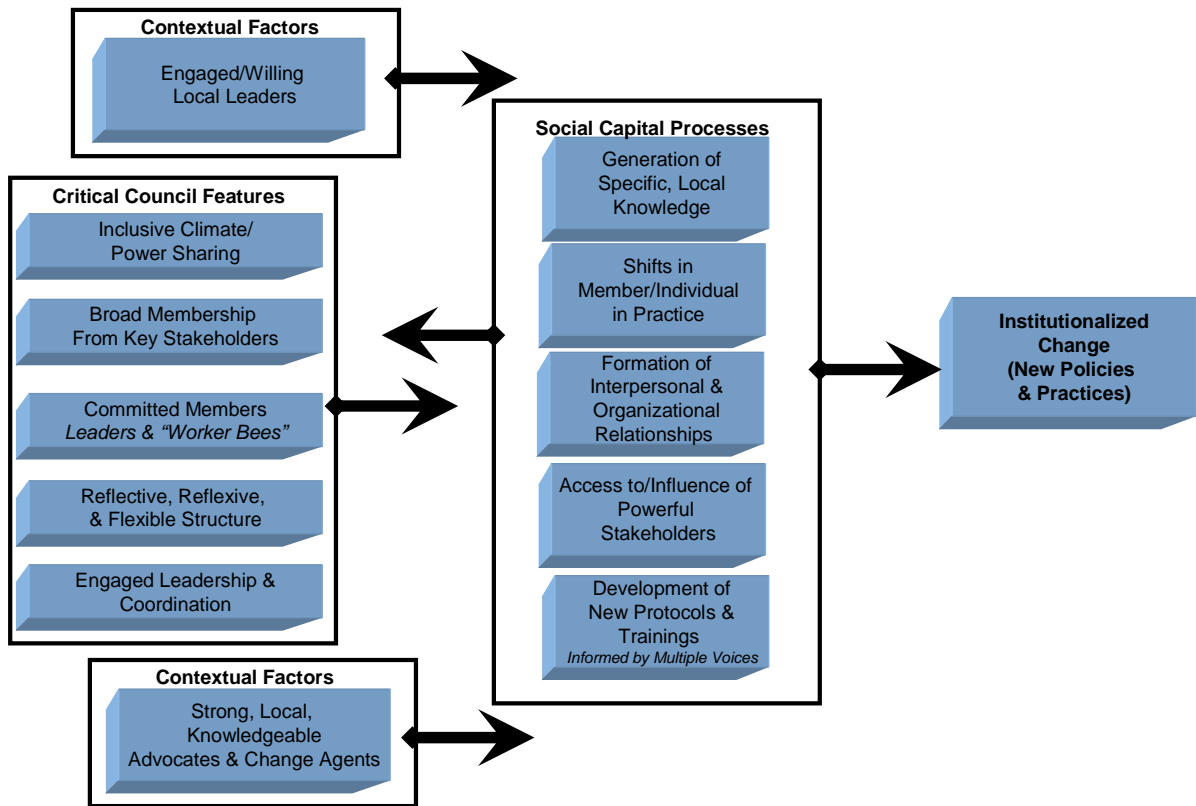 Contextual Factors
Engaged/Willing
Local Leaders
Critical Council Features
Inclusive Climate/
Power Sharing
Broad Membership
From Key Stakeholders
Committed Members
Leaders & “Worker Bees”
Reflective, Reflexive,
& Flexible Structure
Engaged Leadership &
Coordination
Contextual Factors
Strong, Local,
Knowledgeable
Advocates & Change Agents
Social Capital Processes
Generation of
Specific, Local
Knowledge
Shifts in
Member/Individual
in Practice
Formation of
Interpersonal &
Organizational
Relationships
Access to/Influence of
Powerful
Stakeholders
Development of
New Protocols &
Trainings
Informed by Multiple Voices
Institutionalized
Change
(New Policies
& Practices)